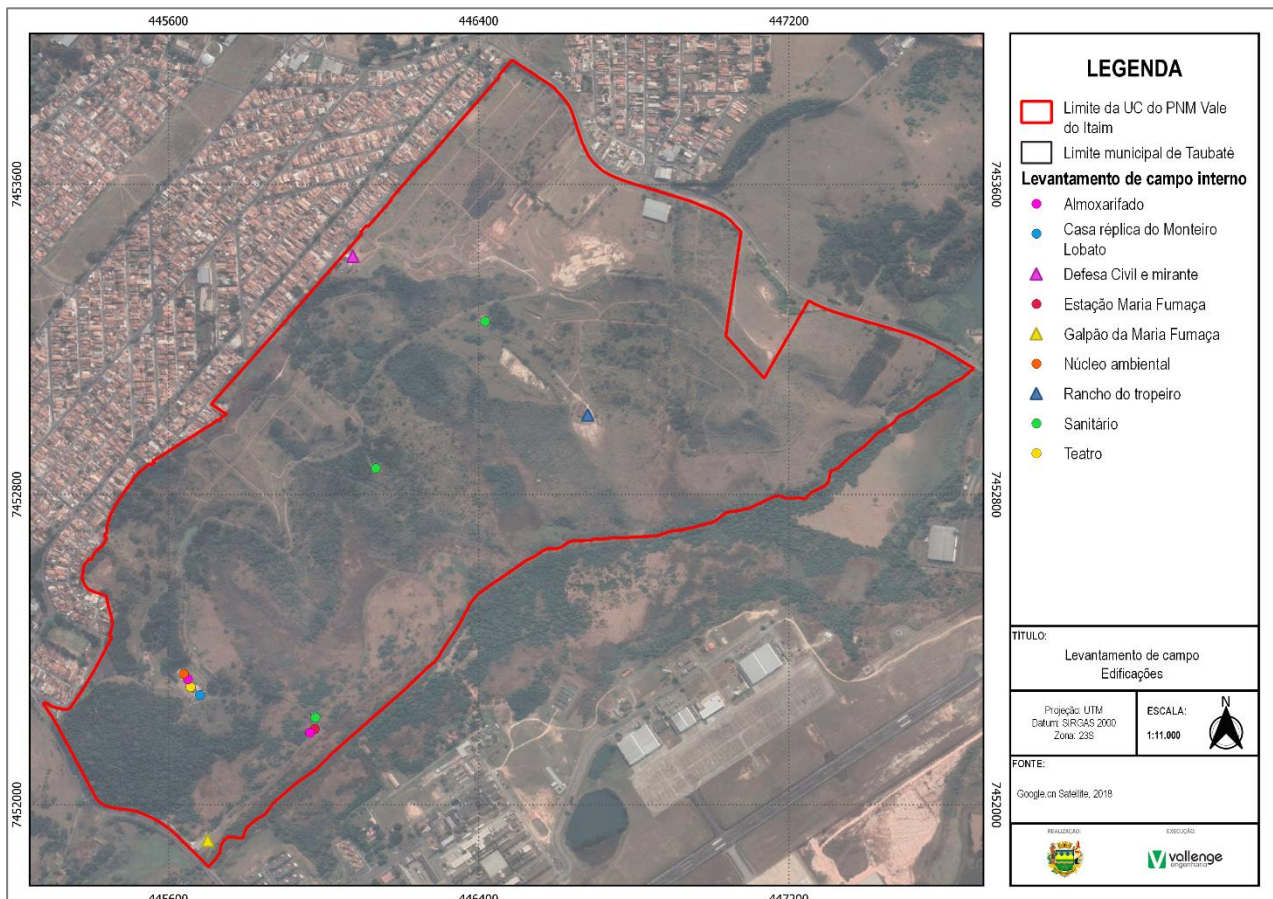 445600 446400 447200
7453600 7453600
7452800 7452800
7452000 7452000
445600 446400 447200
LEGENDA
Limite da UC do PNM Vale
do Itaim
Limite municipal de Taubaté
Levantamento de campo interno
Almoxarifado
Casa réplica do Monteiro
Lobato
Defesa Civil e mirante
Estação Maria Fumaça
Galpão da Maria Fumaça
Núcleo ambiental
Rancho do tropeiro
Sanitário
Teatro
TÍTULO:
Levantamento de campo
Edificações
Projeção: UTM
Datum: SIRGAS 2000
Zona: 23S
ESCALA:
1:11.000
N
FONTE:
Google.cn Satellite, 2018
REALIZAÇÃO:
EXECUÇÃO:
vallenge
engenharia